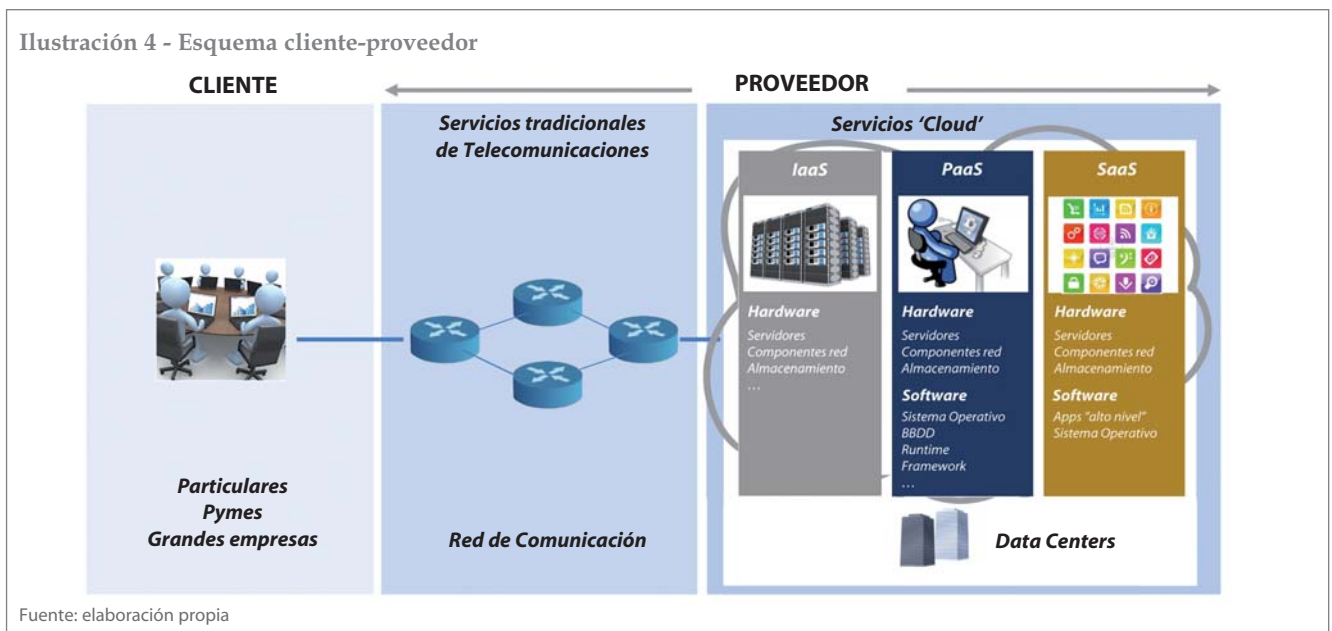 Ilustración 4 - Esquema cliente-proveedor
CLIENTE
PROVEEDOR
Servicios tradicionales
de Telecomunicaciones
Servicios ‘Cloud’
IaaS
PaaS
SaaS
Hardware
Servidores
Componentes red
Almacenamiento
…
Hardware
Servidores
Componentes red
Almacenamiento
Software
Sistema Operativo
BBDD
Runtime
Framework
…
Hardware
Servidores
Componentes red
Almacenamiento
Software
Apps “alto nivel”
Sistema Operativo
Particulares
Pymes
Grandes empresas
Red de Comunicación
Data Centers
Fuente: elaboración propia